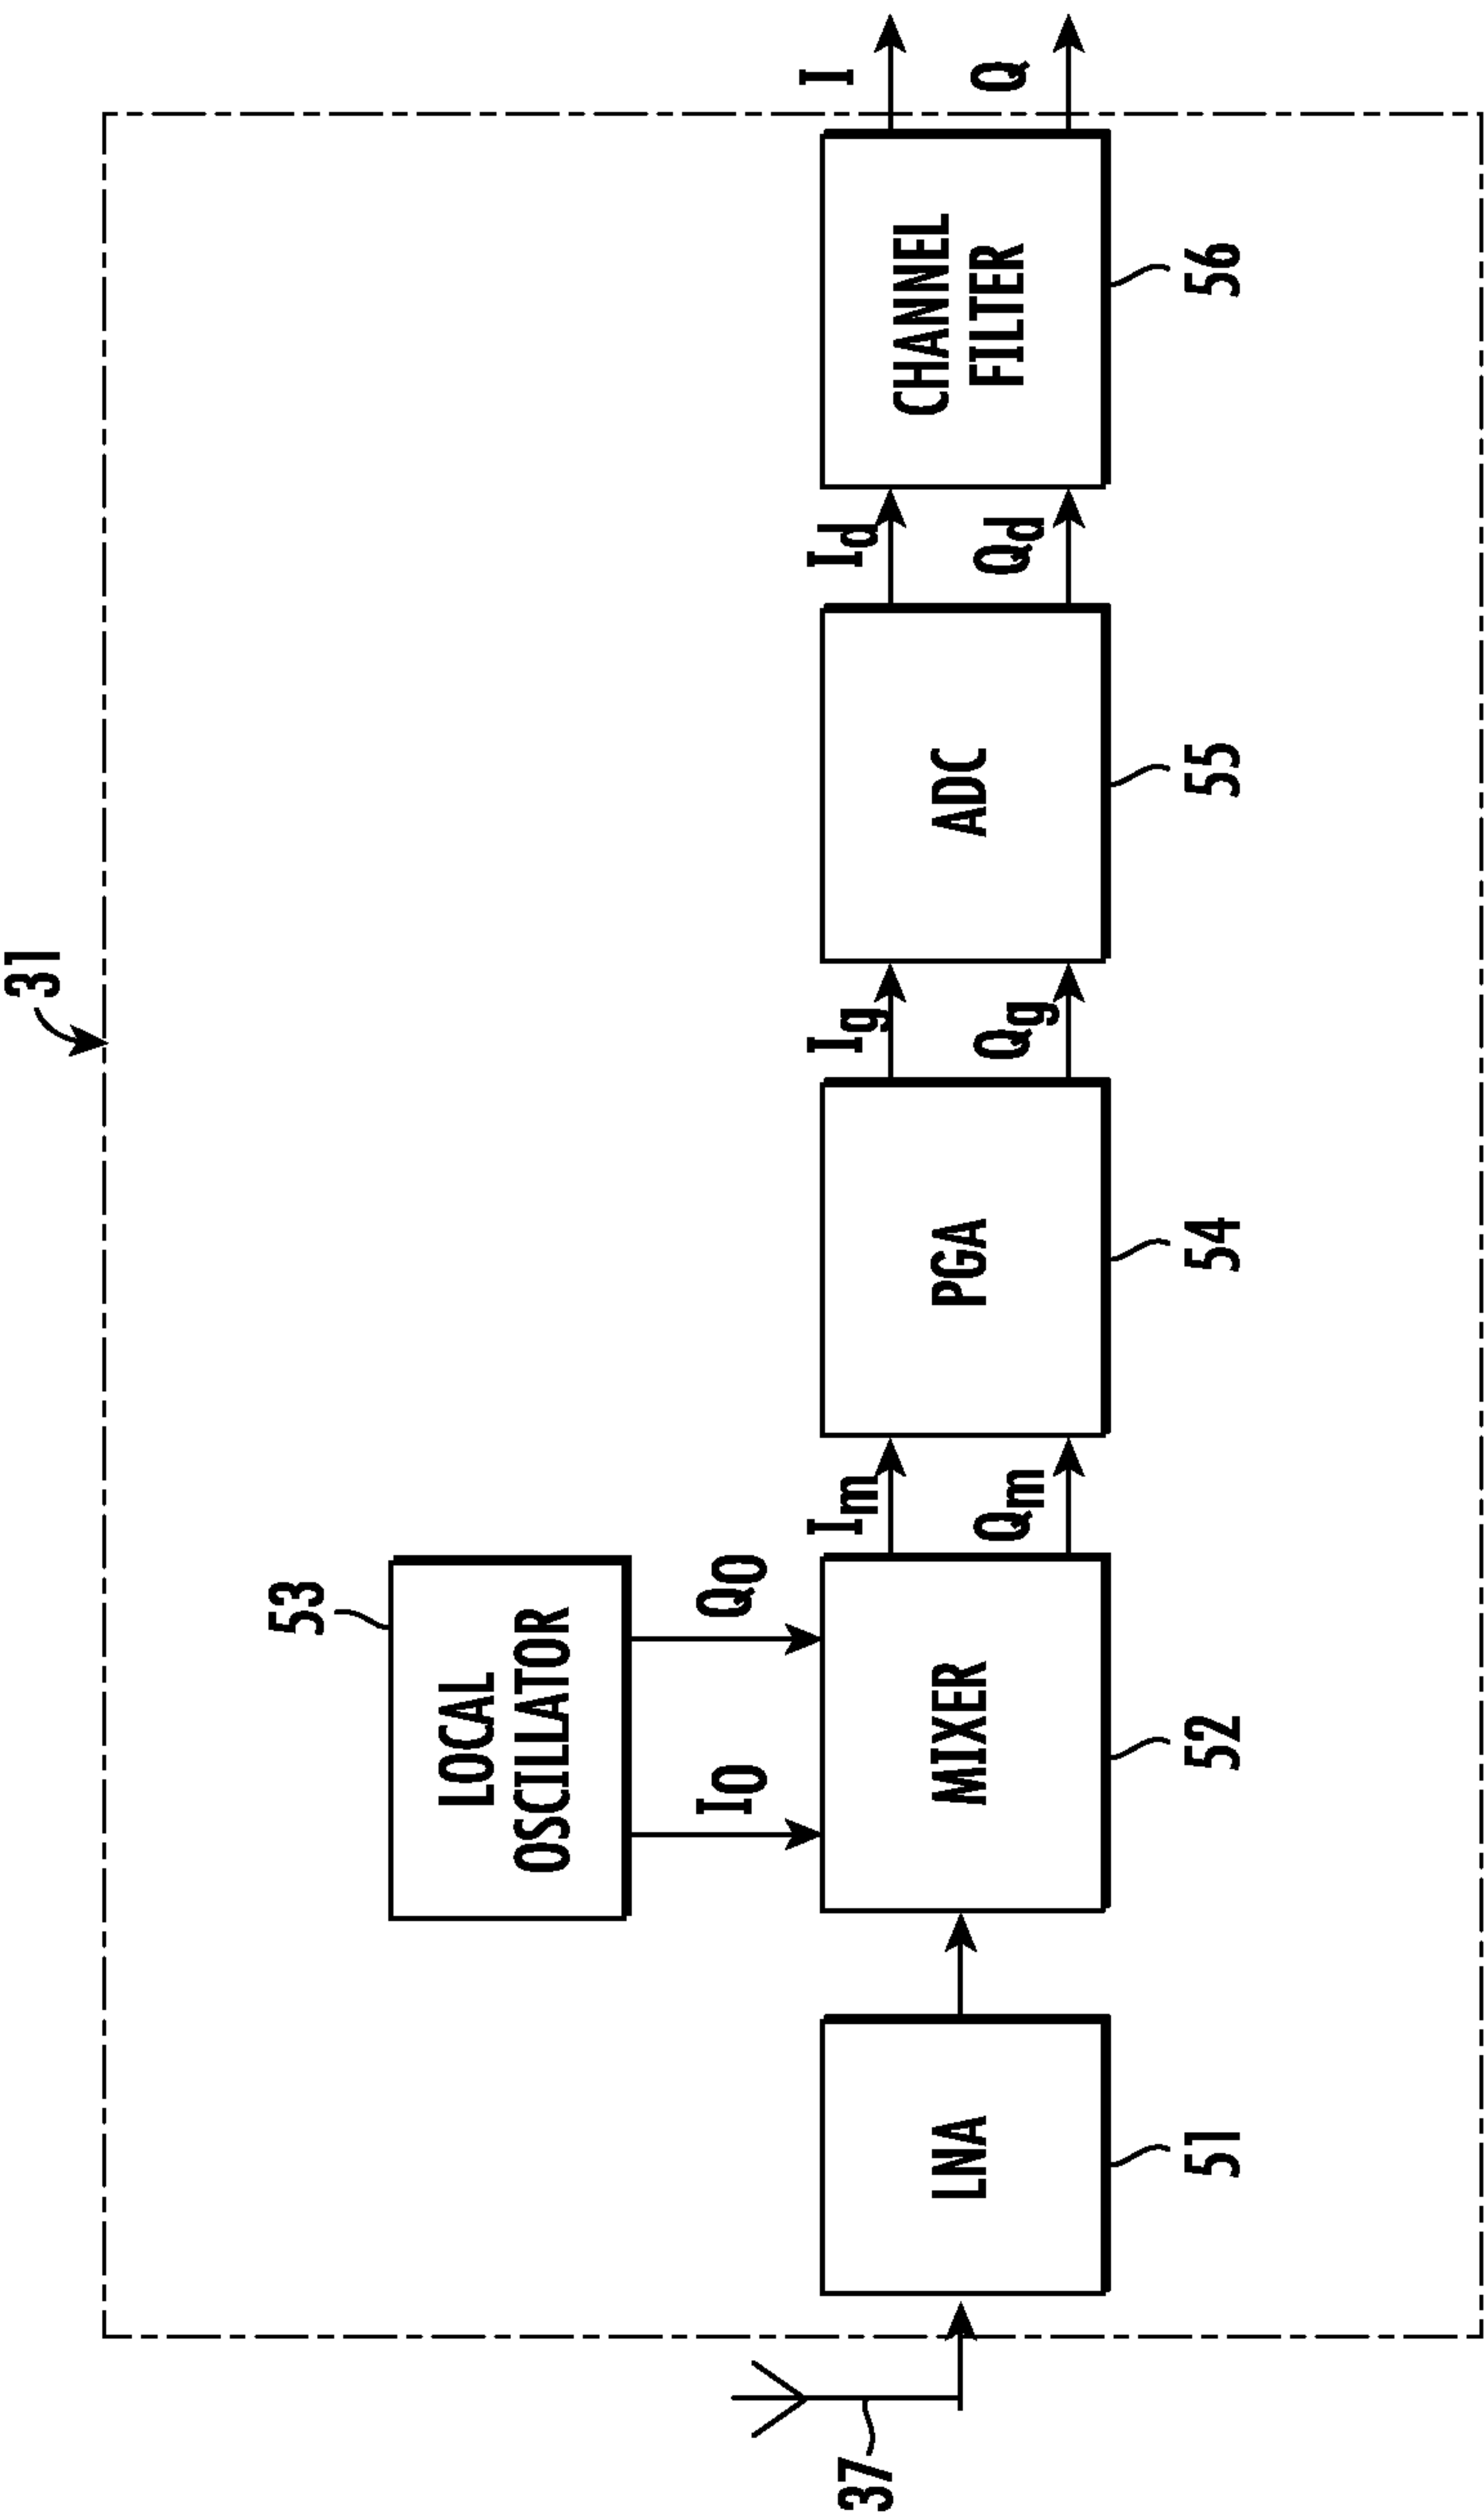 31
53
LOCAL
OSCILLATOR
IO
QO
37
LNA
51
MIXER
52
Im
Qm
PGA
54
Ig
Qg
ADC
55
Id
Qd
CHANNEL
FILTER
56
I
Q